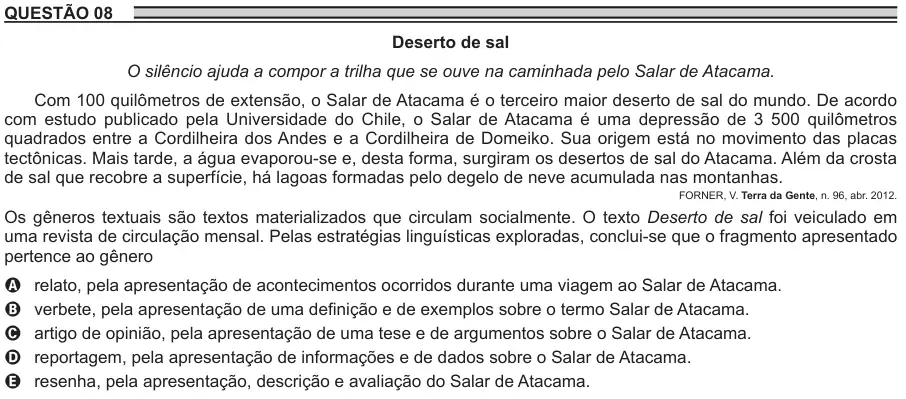 QUESTÃO 08
Deserto de sal
O silêncio ajuda a compor a trilha que se ouve na caminhada pelo Salar de Atacama.
Com 100 quilômetros de extensão, o Salar de Atacama é o terceiro maior deserto de sal do mundo. De acordo
com estudo publicado pela Universidade do Chile, o Salar de Atacama é uma depressão de 3 500 quilômetros
quadrados entre a Cordilheira dos Andes e a Cordilheira de Domeiko. Sua origem está no movimento das placas
tectônicas. Mais tarde, a água evaporou-se e, desta forma, surgiram os desertos de sal do Atacama. Além da crosta
de sal que recobre a superfície, há lagoas formadas pelo degelo de neve acumulada nas montanhas.
FORNER, V. Terra da Gente, n. 96, abr. 2012.
Os gêneros textuais são textos materializados que circulam socialmente. O texto Deserto de sal foi veiculado em
uma revista de circulação mensal. Pelas estratégias linguísticas exploradas, conclui-se que o fragmento apresentado
pertence ao gênero
A relato, pela apresentação de acontecimentos ocorridos durante uma viagem ao Salar de Atacama.
B verbete, pela apresentação de uma definição e de exemplos sobre o termo Salar de Atacama.
C artigo de opinião, pela apresentação de uma tese e de argumentos sobre o Salar de Atacama.
D reportagem, pela apresentação de informações e de dados sobre o Salar de Atacama.
E resenha, pela apresentação, descrição e avaliação do Salar de Atacama.